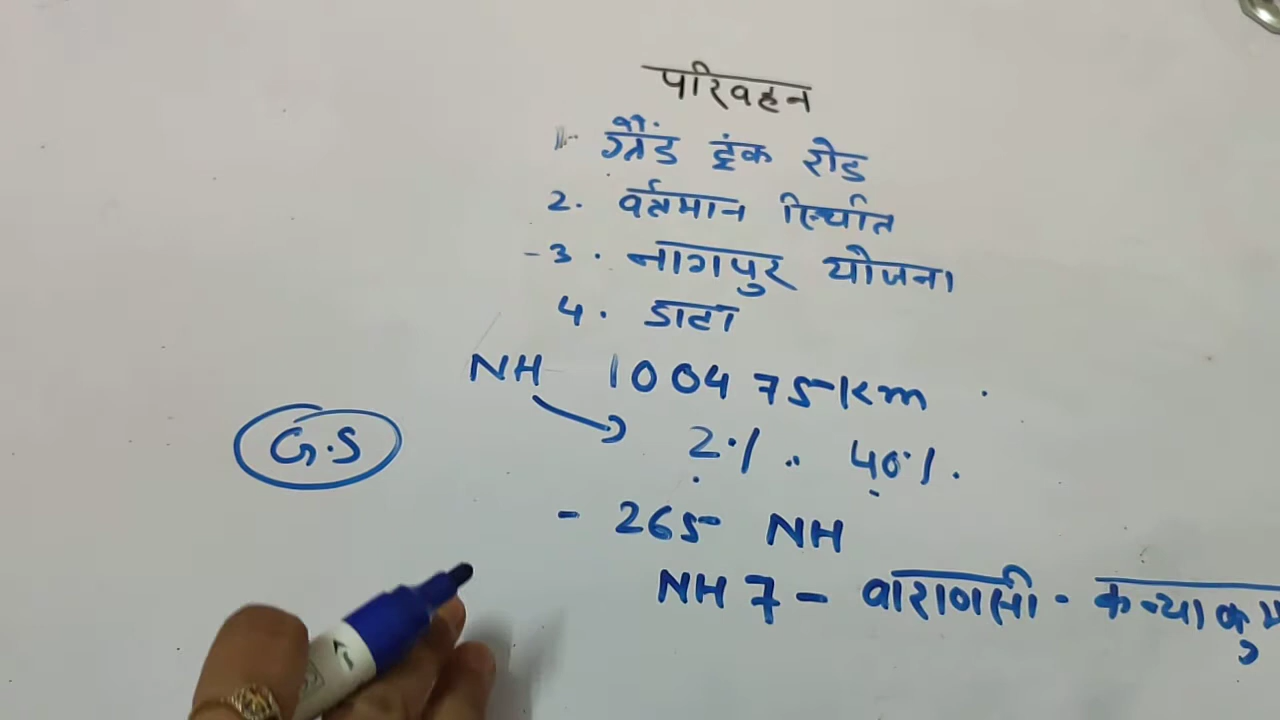 परिवहन
1. ग्रैंड ट्रंक रोड
2. वर्तमान स्थिति
- 3. नागपुर योजना
4. डाटा
NH 100475 km.
2% .. 40%.
G.S
- 265 NH
NH 7 - वाराणसी - कन्याकुम